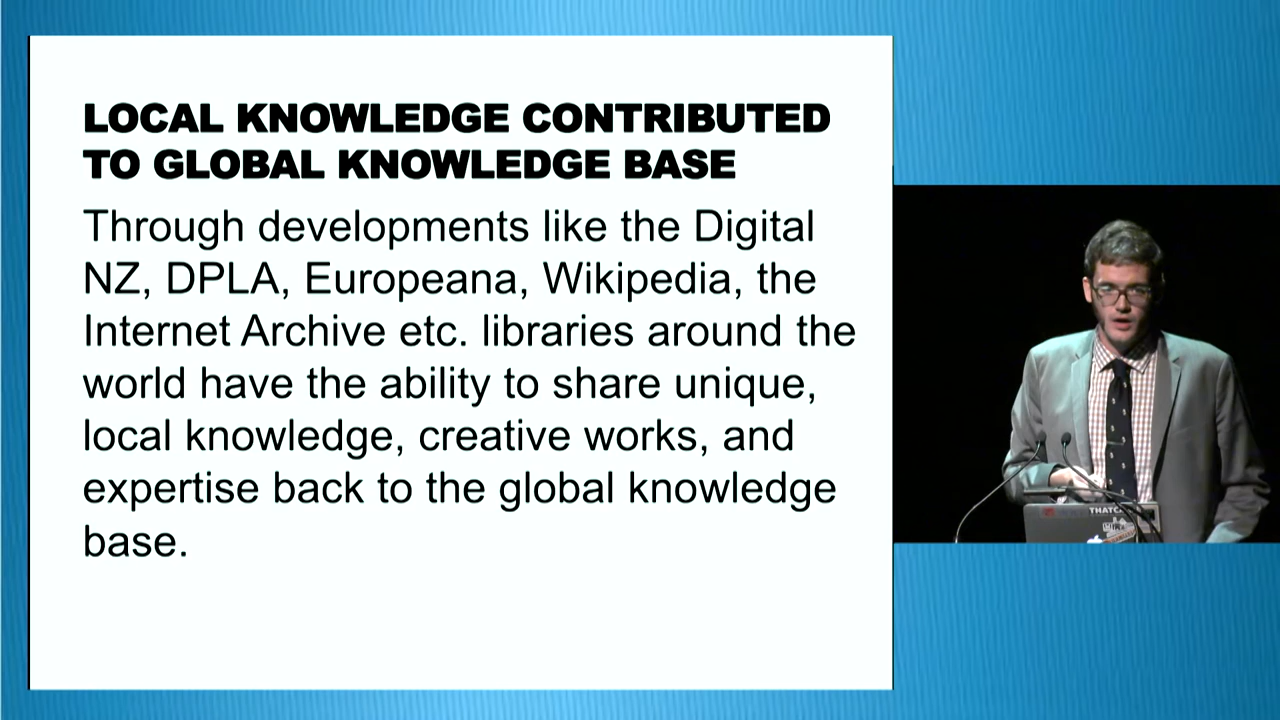 LOCAL KNOWLEDGE CONTRIBUTED
TO GLOBAL KNOWLEDGE BASE
Through developments like the Digital
NZ, DPLA, Europeana, Wikipedia, the
Internet Archive etc. libraries around the
world have the ability to share unique,
local knowledge, creative works, and
expertise back to the global knowledge
base.